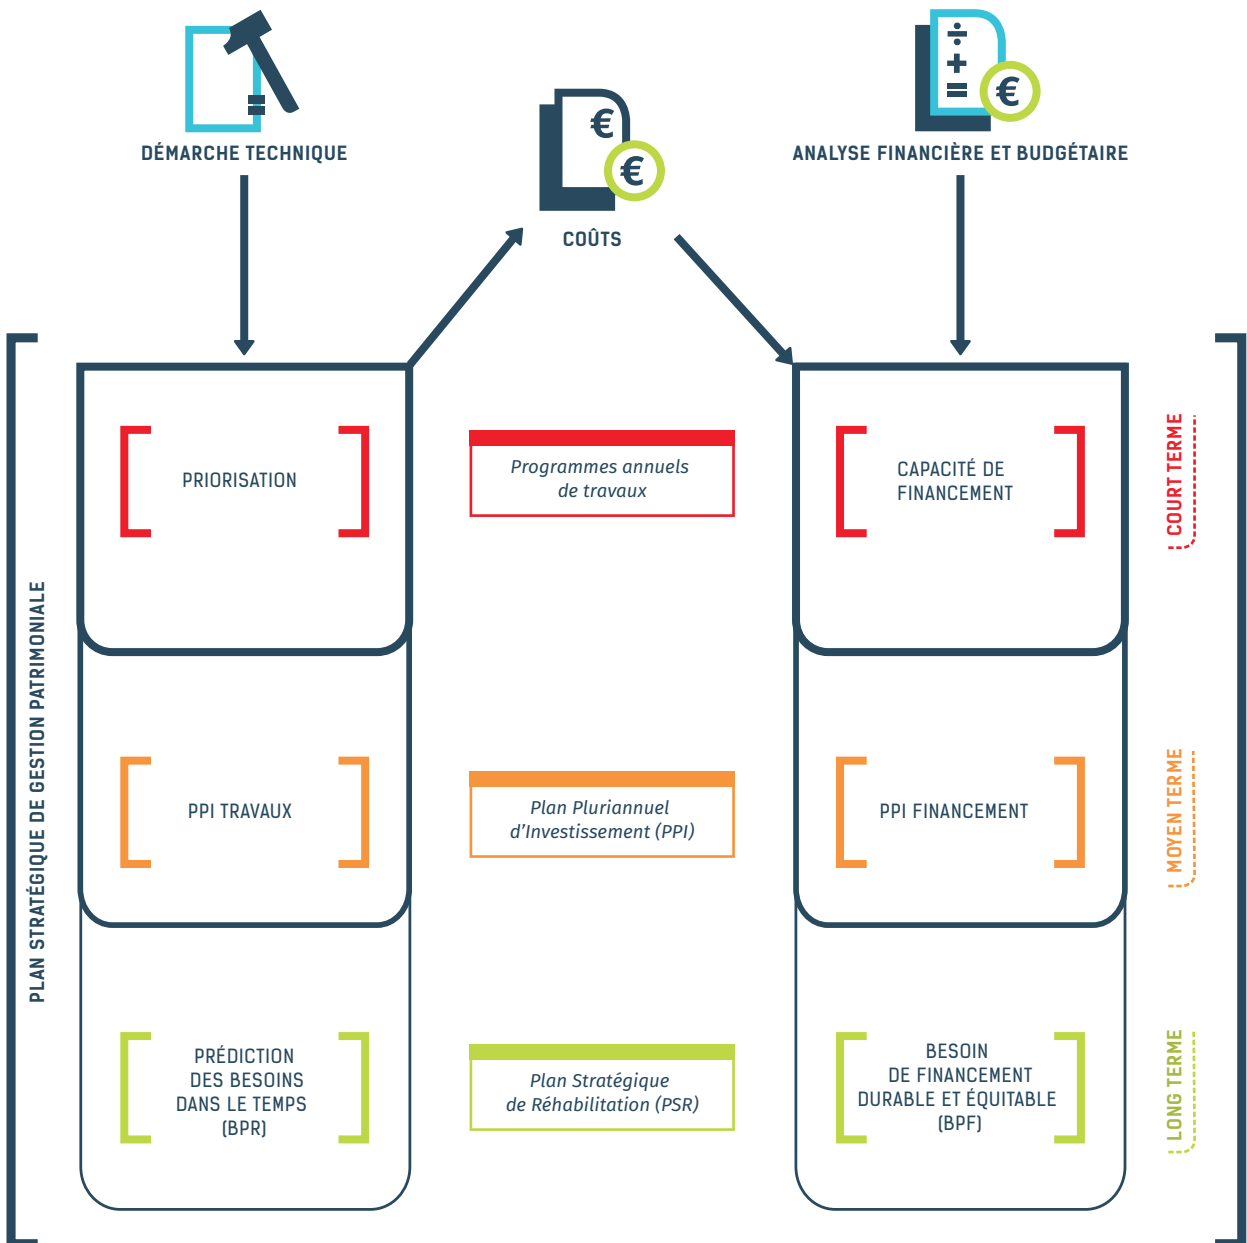 DÉMARCHE TECHNIQUE
€
€
COÛTS
÷
+
=
€
ANALYSE FINANCIÈRE ET BUDGÉTAIRE
PLAN STRATÉGIQUE DE GESTION PATRIMONIALE
PRIORISATION
Programmes annuels
de travaux
CAPACITÉ DE
FINANCEMENT
COURT TERME
PPI TRAVAUX
Plan Pluriannuel
d'Investissement (PPI)
PPI FINANCEMENT
MOYEN TERME
PRÉDICTION
DES BESOINS
DANS LE TEMPS
(BPR)
Plan Stratégique
de Réhabilitation (PSR)
BESOIN
DE FINANCEMENT
DURABLE ET ÉQUITABLE
(BPF)
LONG TERME